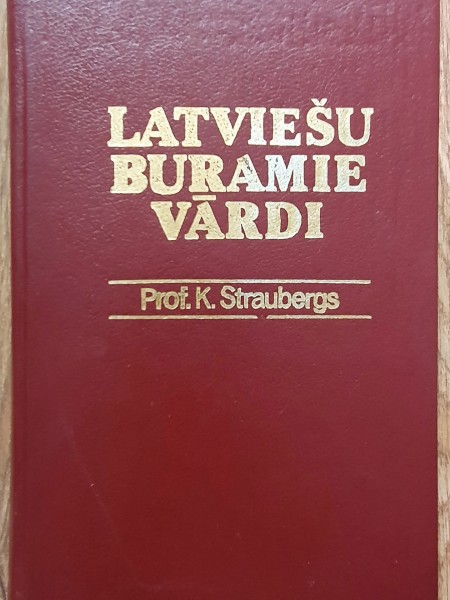 LATVIEŠU
BURAMIE
VĀRDI
Prof. K. Straubergs